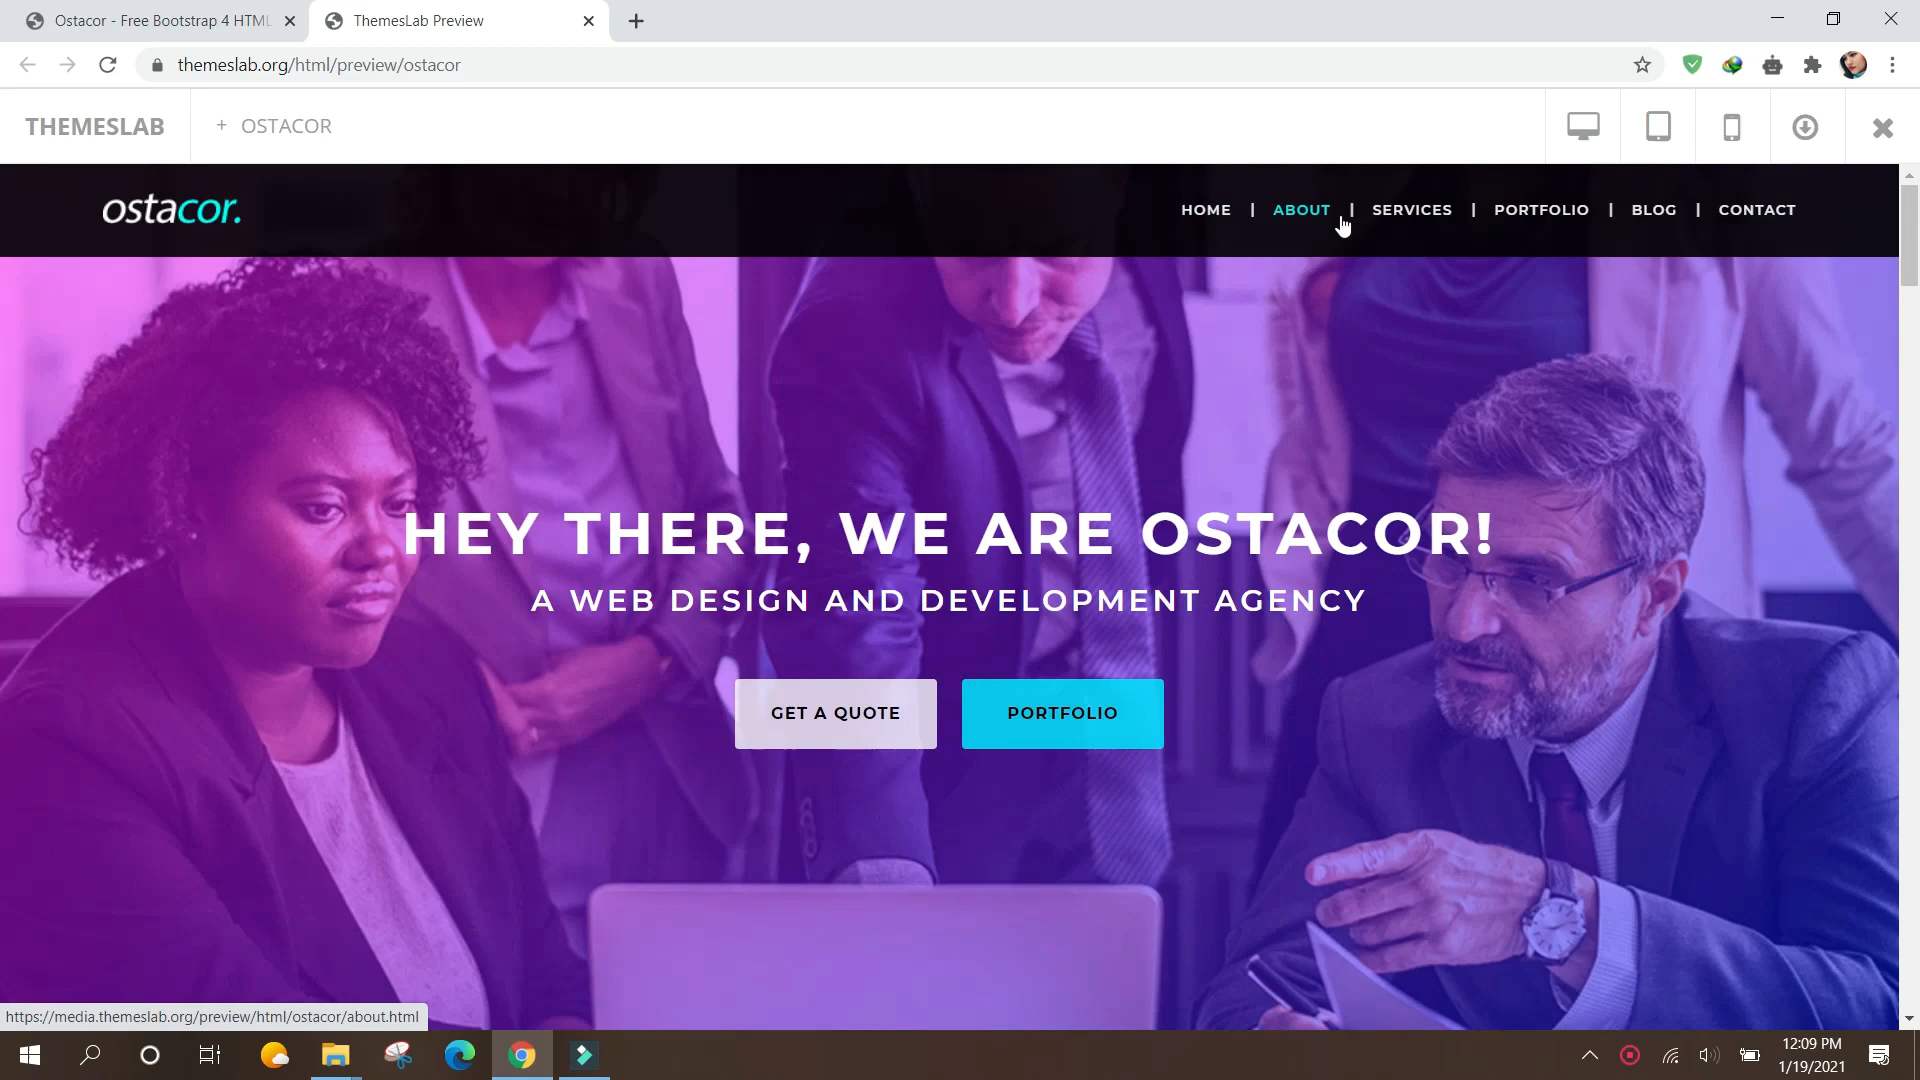 Ostacor - Free Bootstrap 4 HTML
ThemesLab Preview
themeslab.org/html/preview/ostacor
THEMESLAB
+ OSTACOR
ostacor.
HOME | ABOUT | SERVICES | PORTFOLIO | BLOG | CONTACT
HEY THERE, WE ARE OSTACOR!
A WEB DESIGN AND DEVELOPMENT AGENCY
GET A QUOTE
PORTFOLIO
https://media.themeslab.org/preview/html/ostacor/about.html
12:09 PM
1/19/2021